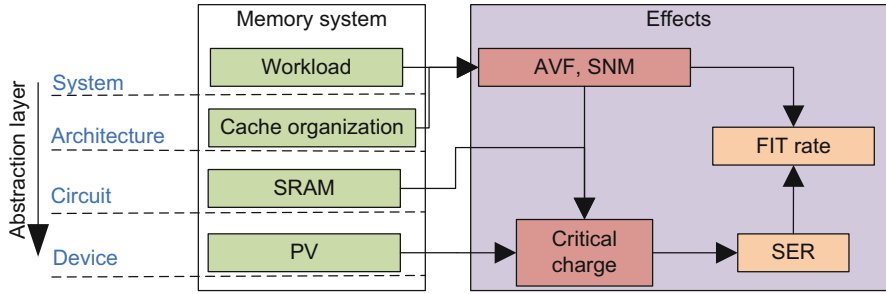 Memory system
Effects
Abstraction layer
System
Workload
AVF, SNM
Architecture
Cache organization
FIT rate
Circuit
SRAM
Device
PV
Critical
charge
SER